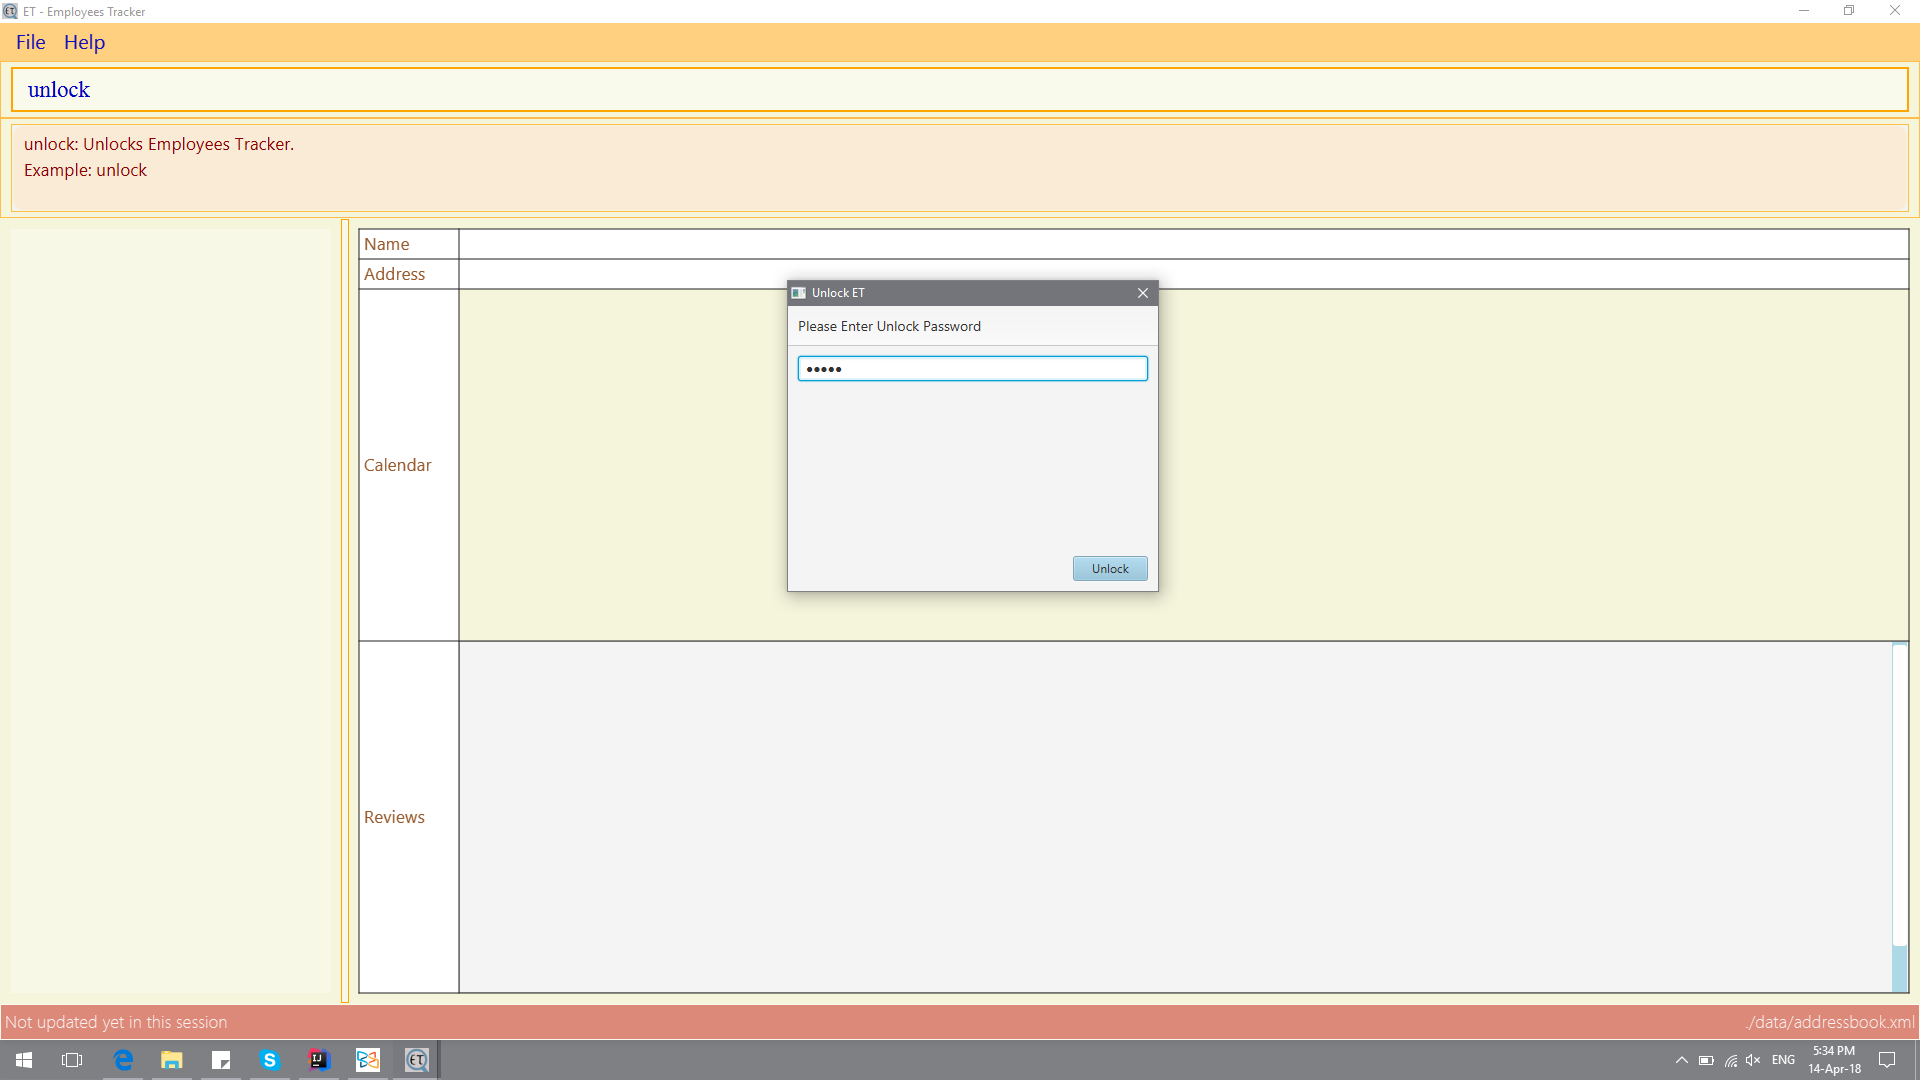 ET - Employees Tracker
File Help
unlock
unlock: Unlocks Employees Tracker.
Example: unlock
Name
Address
Unlock ET
Please Enter Unlock Password
•••••
Calendar
Unlock
Reviews
Not updated yet in this session
./data/addressbook.xml
ENG
5:34 PM
14-Apr-18